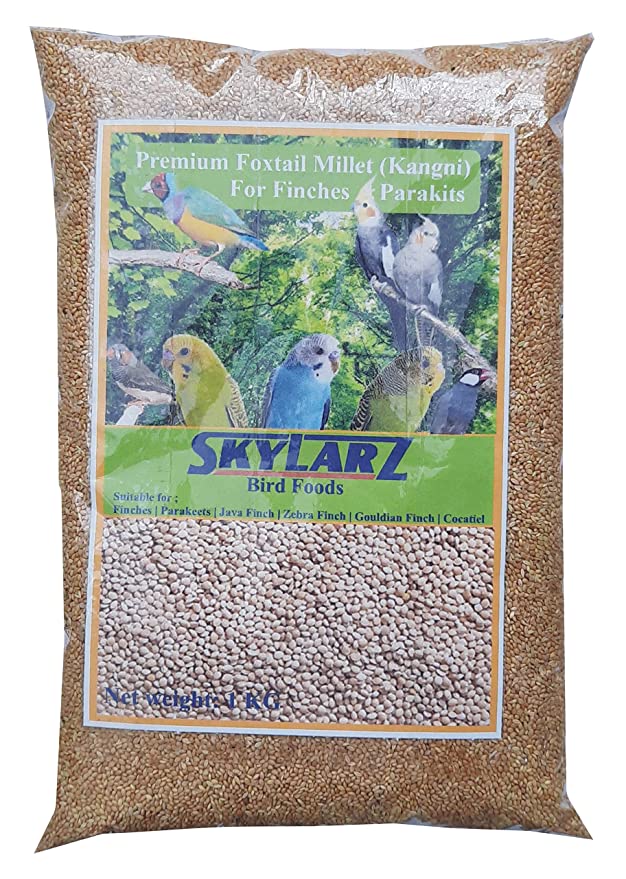 Premium Foxtail Millet (Kangni)
For Finches Parakits
SKYLARZ
Bird Foods
Suitable for ;
Finches | Parakeets | Java Finch | Zebra Finch | Gouldian Finch | Cocatiel
Net weight: 1 KG